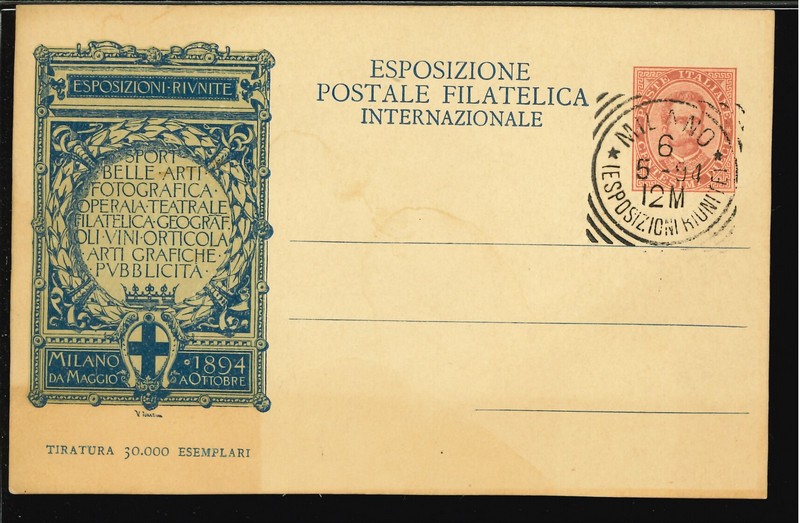 ESPOSIZIONI·RIVNITE
SPORT
BELLE·ARTI
FOTOGRAFICA·
OPERAIA·TEATRALE
FILATELICA·GEOGRAF·
OLI·VINI·ORTICOLA
ARTI GRAFICHE·
PVBBLICITÀ·
MILANO
DA MAGGIO
1894
A OTTOBRE
TIRATURA 30.000 ESEMPLARI
ESPOSIZIONE
POSTALE FILATELICA
INTERNAZIONALE
MILANO
6
5-94
12M
(ESPOSIZIONI RIUNITE)